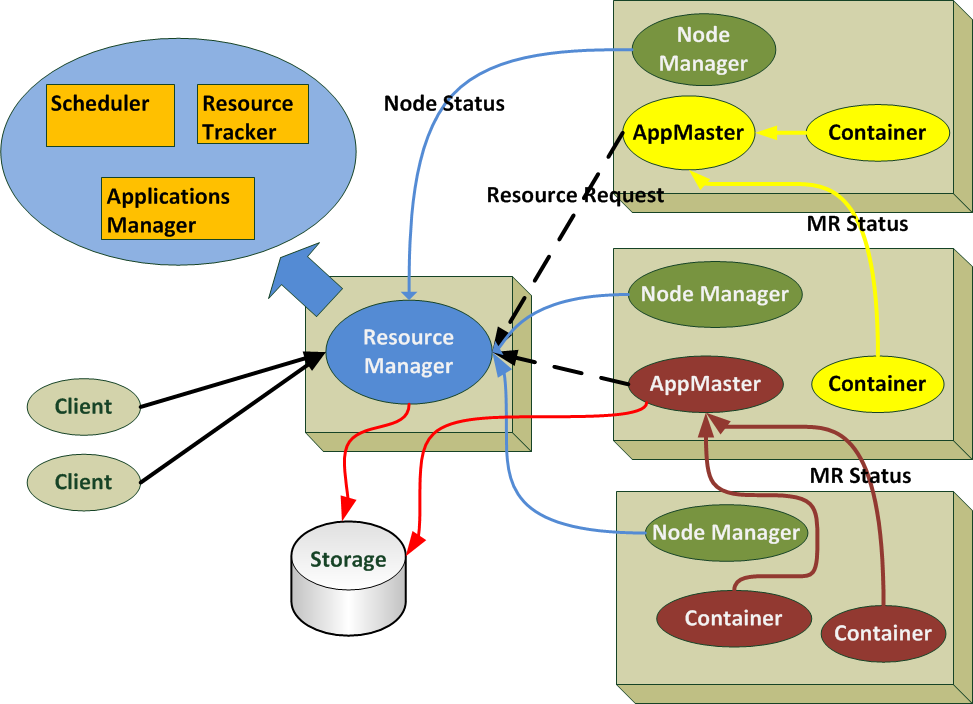 Node
Manager
Scheduler
Resource
Tracker
Node Status
AppMaster
Container
Applications
Manager
Resource Request
MR Status
Node Manager
Resource
Manager
AppMaster
Container
Client
Client
MR Status
Node Manager
Storage
Container
Container